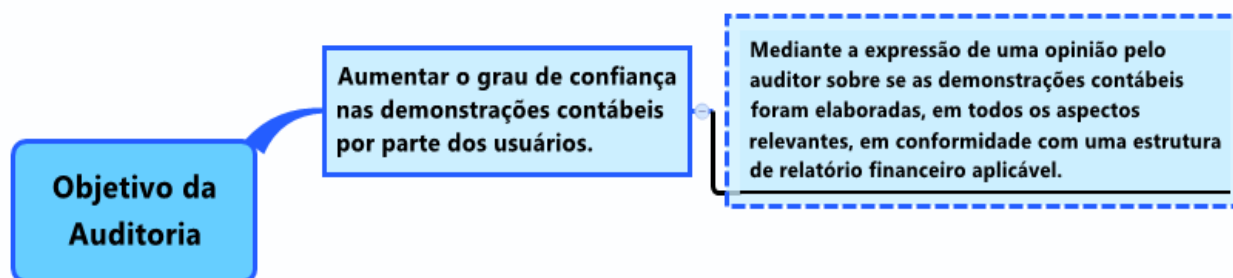 Objetivo da
Auditoria
Aumentar o grau de confiança
nas demonstrações contábeis
por parte dos usuários.
Mediante a expressão de uma opinião pelo
auditor sobre se as demonstrações contábeis
foram elaboradas, em todos os aspectos
relevantes, em conformidade com uma estrutura
de relatório financeiro aplicável.